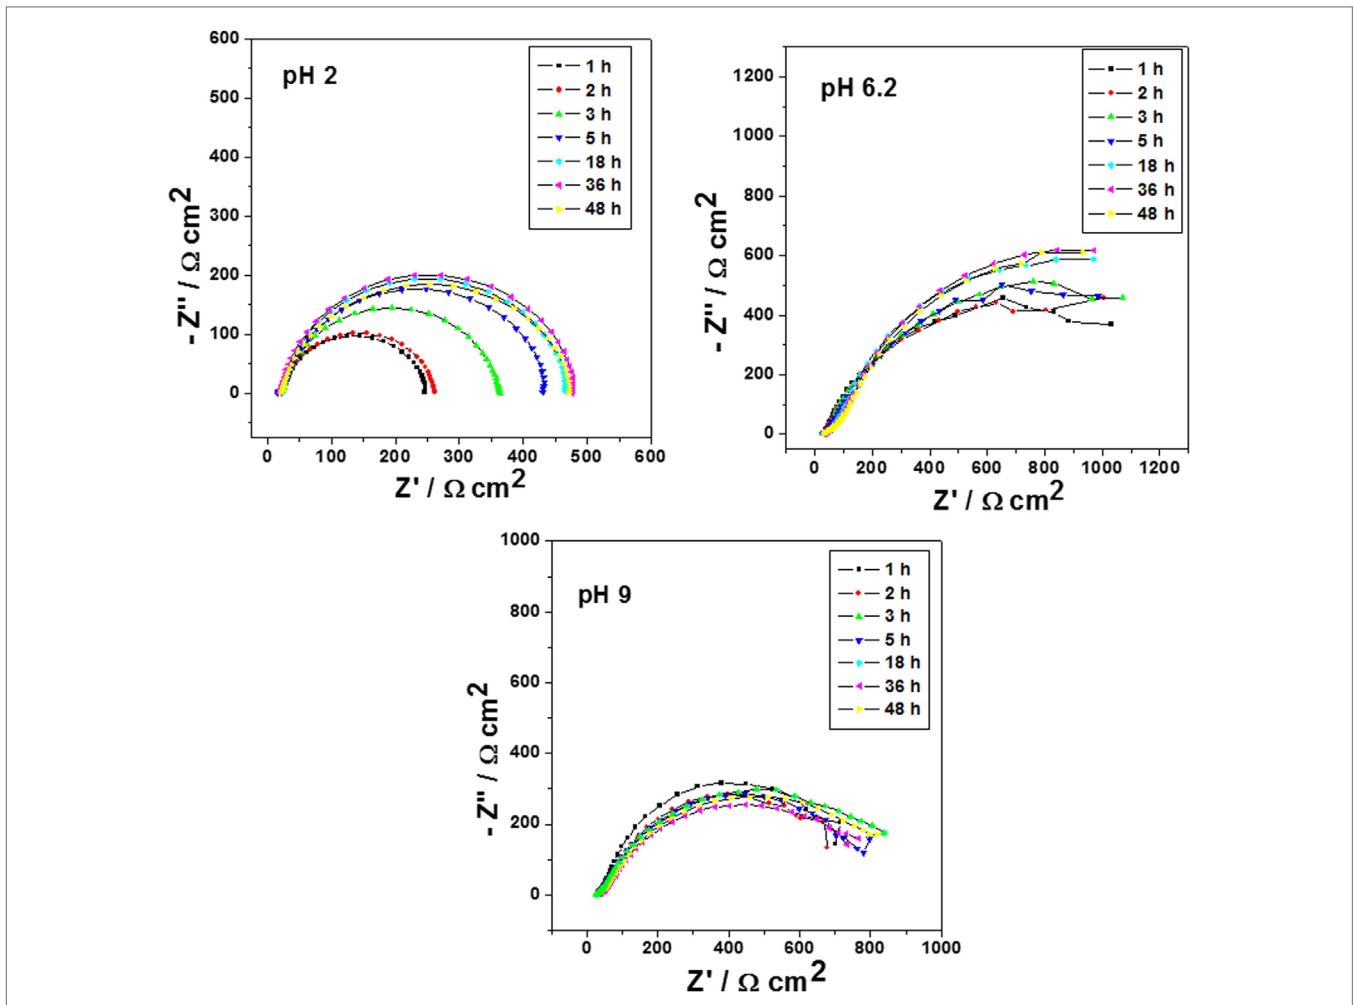 pH 2
1 h
2 h
3 h
5 h
18 h
36 h
48 h
600
500
400
300
200
100
0
- Z'' / Ω cm2
0 100 200 300 400 500 600
Z' / Ω cm2
pH 6.2
1 h
2 h
3 h
5 h
18 h
36 h
48 h
1200
1000
800
600
400
200
0
- Z'' / Ω cm2
0 200 400 600 800 1000 1200
Z' / Ω cm2
pH 9
1 h
2 h
3 h
5 h
18 h
36 h
48 h
1000
800
600
400
200
0
- Z'' / Ω cm2
0 200 400 600 800 1000
Z' / Ω cm2